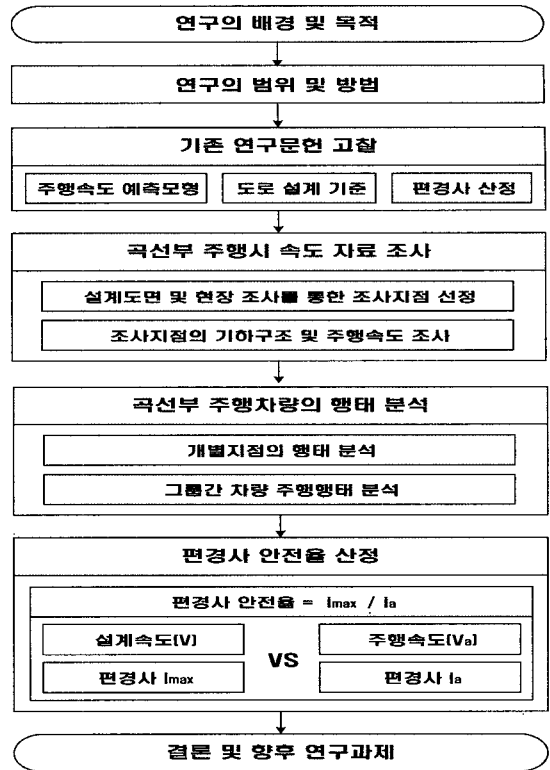 연구의 배경 및 목적
연구의 범위 및 방법
기존 연구문헌 고찰
주행속도 예측모형 도로 설계 기준 편경사 산정
곡선부 주행시 속도 자료 조사
설계도면 및 현장 조사를 통한 조사지점 선정
조사지점의 기하구조 및 주행속도 조사
곡선부 주행차량의 행태 분석
개별지점의 행태 분석
그룹간 차량 주행행태 분석
편경사 안전율 산정
편경사 안전율 = Imax / Ia
설계속도(V) VS 주행속도(Va)
편경사 Imax 편경사 Ia
결론 및 향후 연구과제